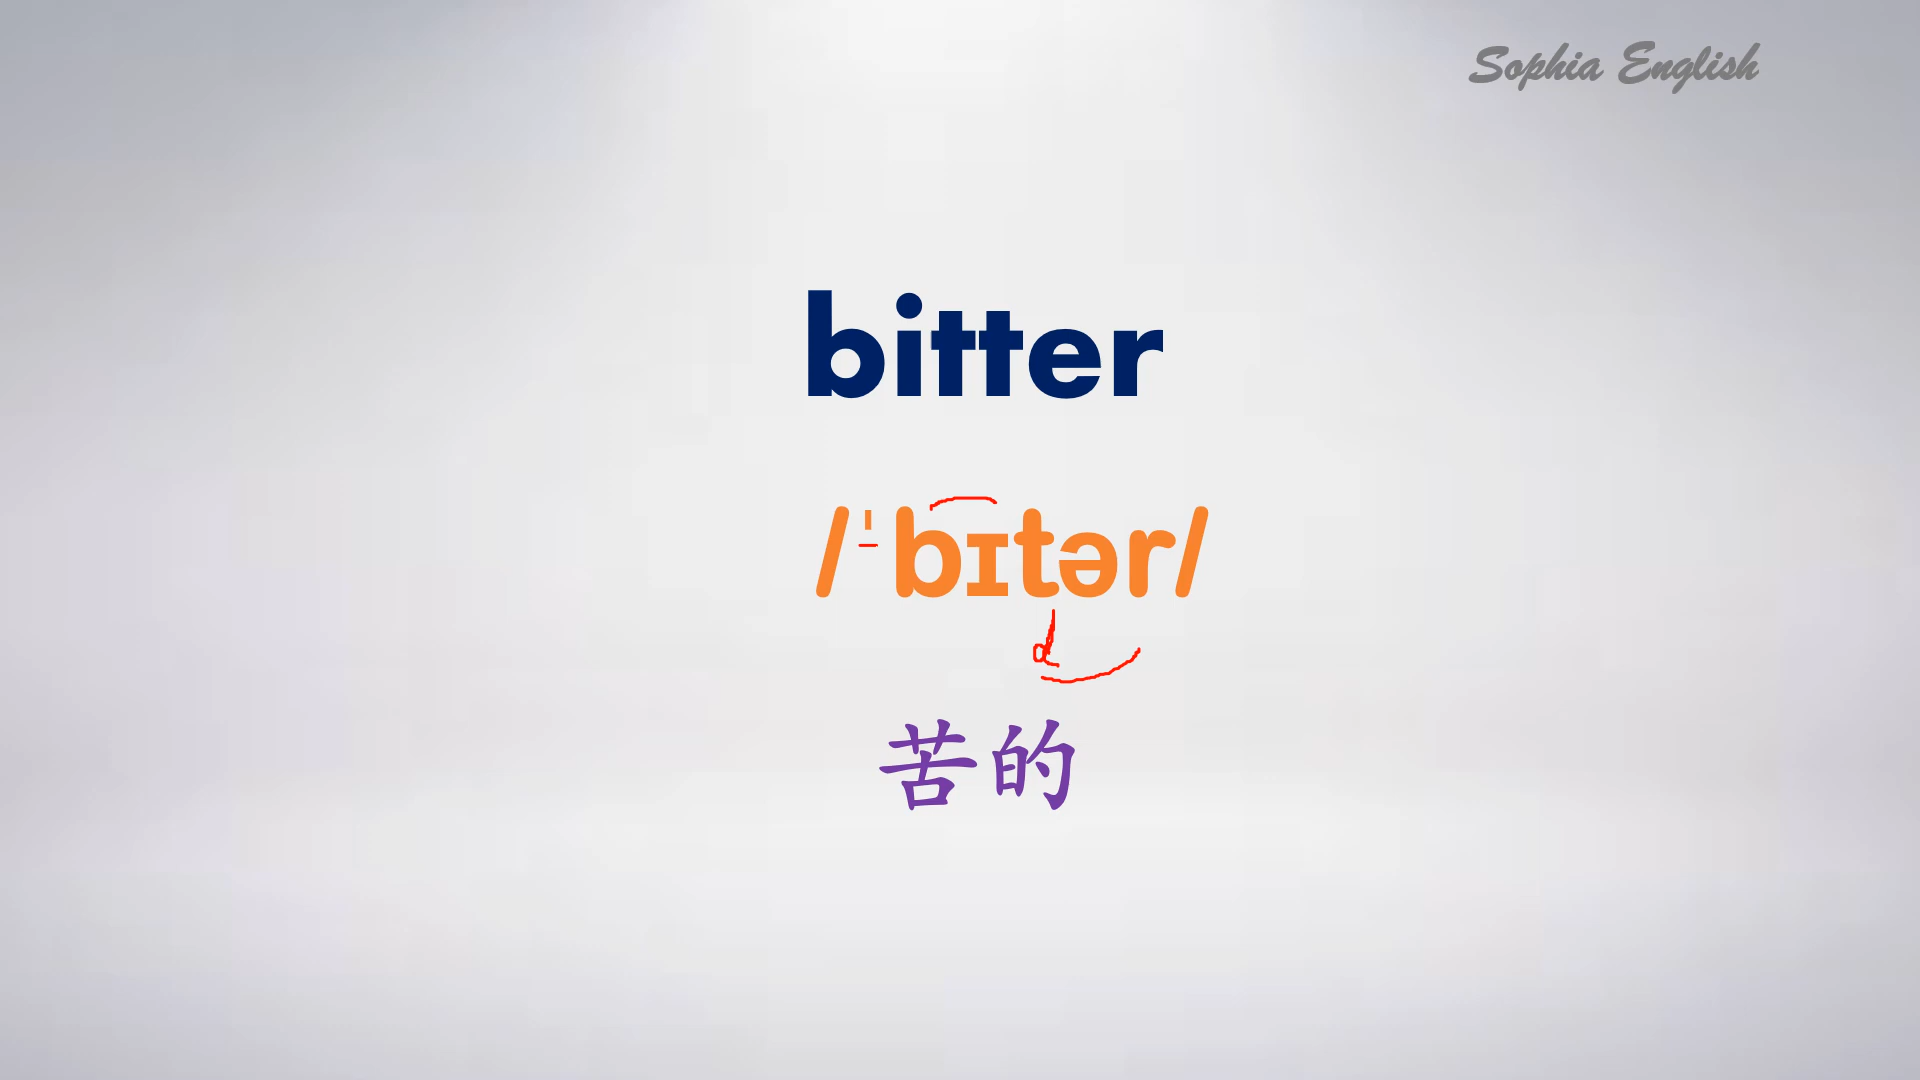 Sophia English
bitter
/ˈbɪtər/
d
苦的